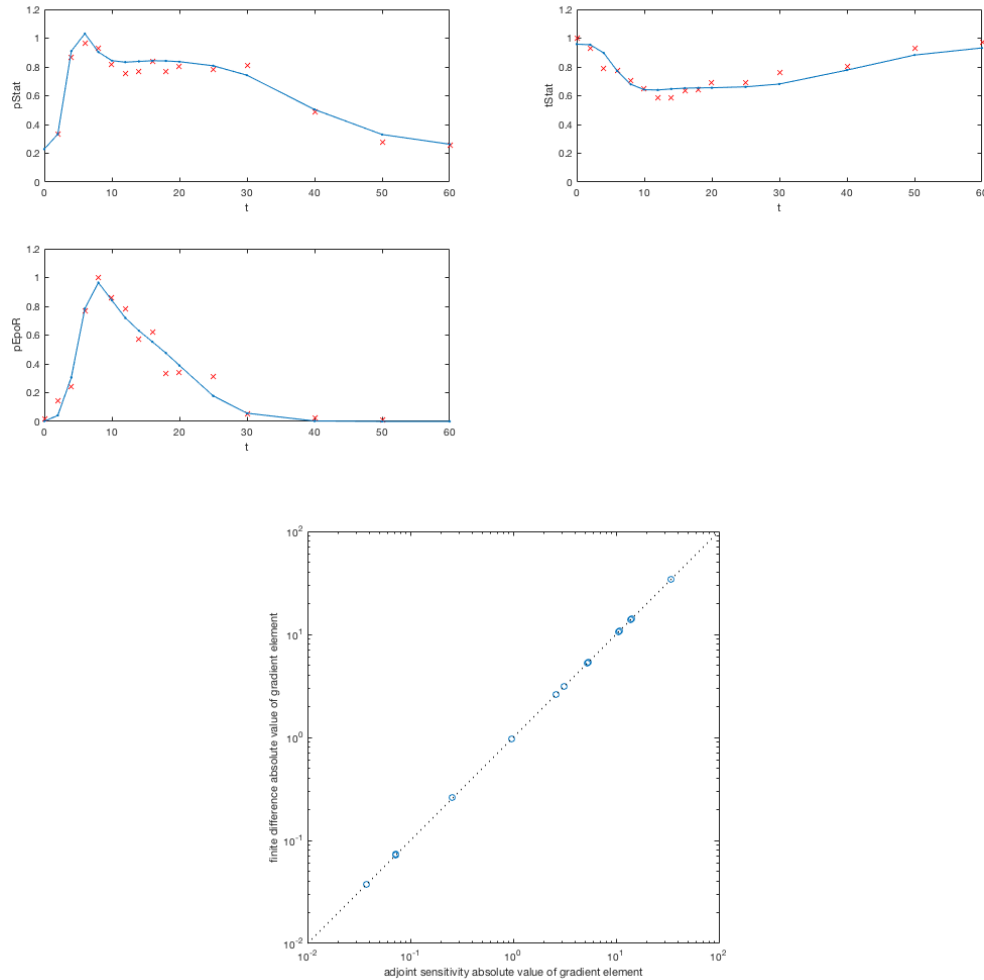 1.2
1
0.8
0.6
0.4
0.2
0
pStat
0 10 20 30 40 50 60
t
1.2
1
0.8
0.6
0.4
0.2
0
tStat
0 10 20 30 40 50 60
t
1.2
1
0.8
0.6
0.4
0.2
0
pEpoR
0 10 20 30 40 50 60
t
10^2
10^1
10^0
10^-1
10^-2
finite difference absolute value of gradient element
10^-2 10^-1 10^0 10^1 10^2
adjoint sensitivity absolute value of gradient element